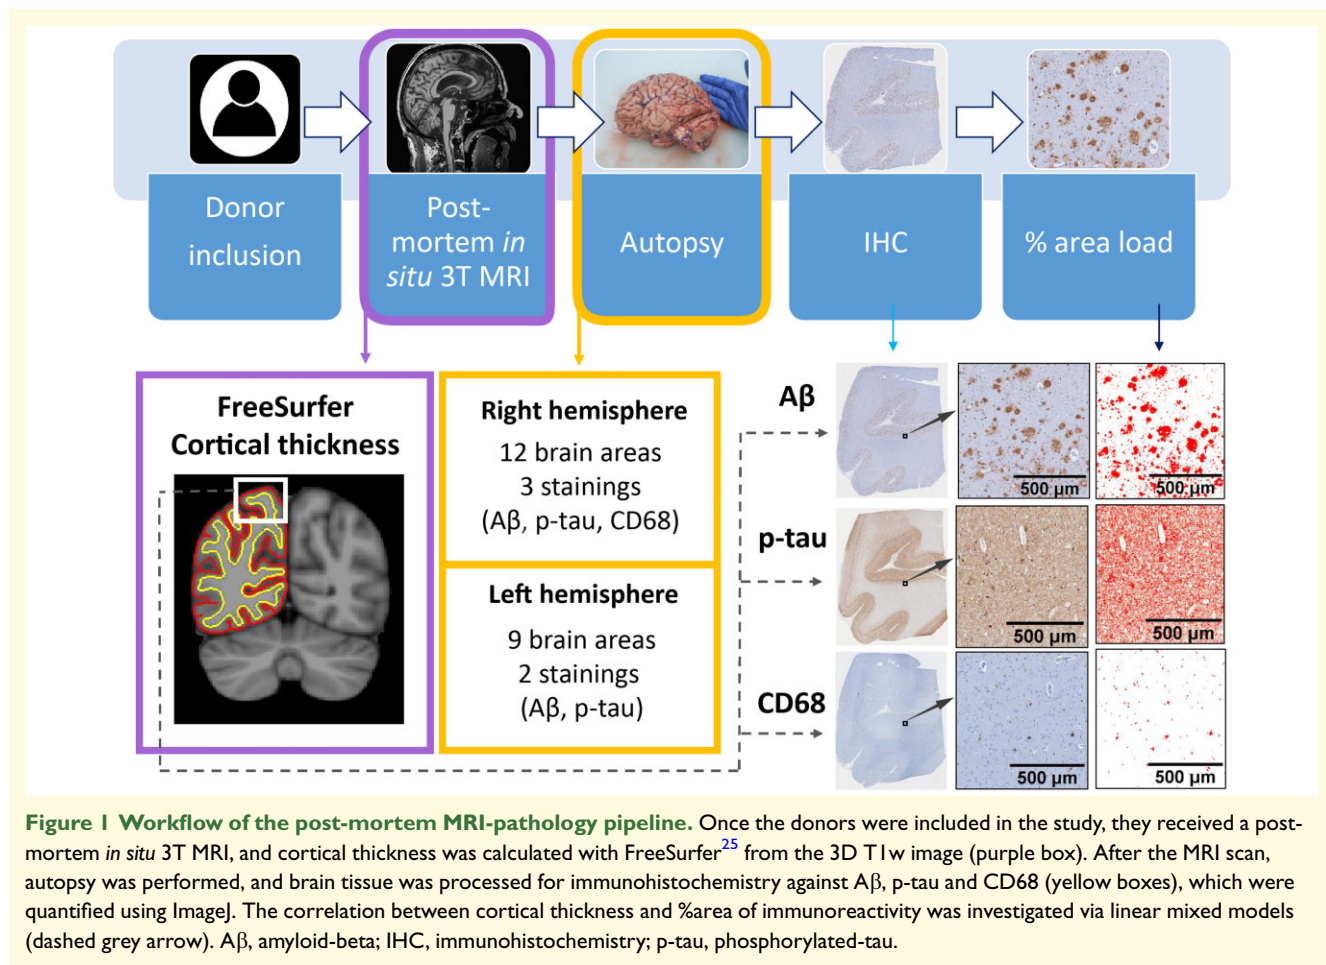 Donor
inclusion
Post-
mortem in
situ 3T MRI
Autopsy
IHC
% area load
FreeSurfer
Cortical thickness
Right hemisphere
12 brain areas
3 stainings
(Aβ, p-tau, CD68)
Left hemisphere
9 brain areas
2 stainings
(Aβ, p-tau)
Aβ
500 µm
500 µm
p-tau
500 µm
500 µm
CD68
500 µm
500 µm
Figure 1 Workflow of the post-mortem MRI-pathology pipeline. Once the donors were included in the study, they received a post-
mortem in situ 3T MRI, and cortical thickness was calculated with FreeSurfer25 from the 3D T1w image (purple box). After the MRI scan,
autopsy was performed, and brain tissue was processed for immunohistochemistry against Aβ, p-tau and CD68 (yellow boxes), which were
quantified using ImageJ. The correlation between cortical thickness and %area of immunoreactivity was investigated via linear mixed models
(dashed grey arrow). Aβ, amyloid-beta; IHC, immunohistochemistry; p-tau, phosphorylated-tau.